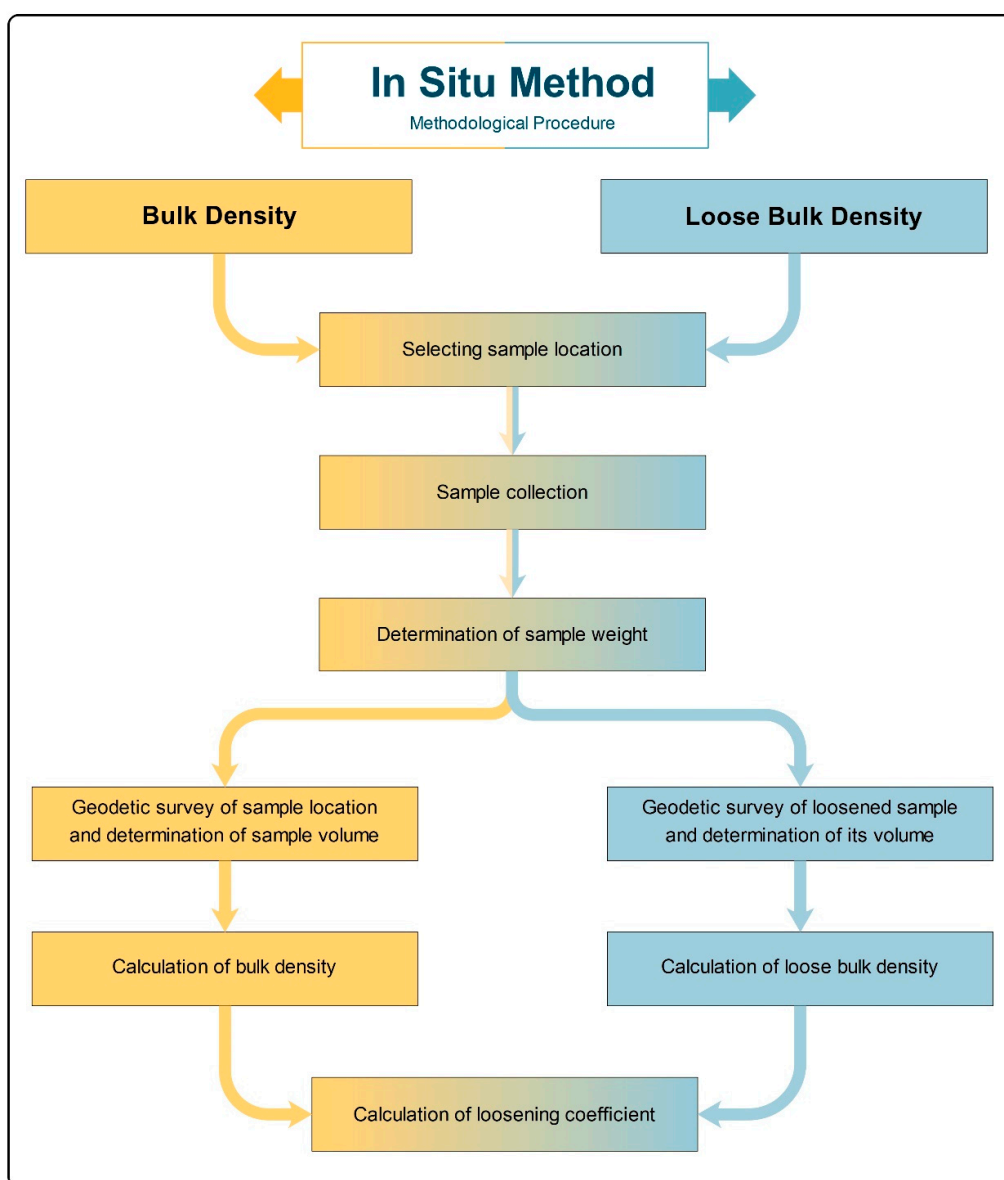 In Situ Method
Methodological Procedure
Bulk Density
Loose Bulk Density
Selecting sample location
Sample collection
Determination of sample weight
Geodetic survey of sample location
and determination of sample volume
Geodetic survey of loosened sample
and determination of its volume
Calculation of bulk density
Calculation of loose bulk density
Calculation of loosening coefficient